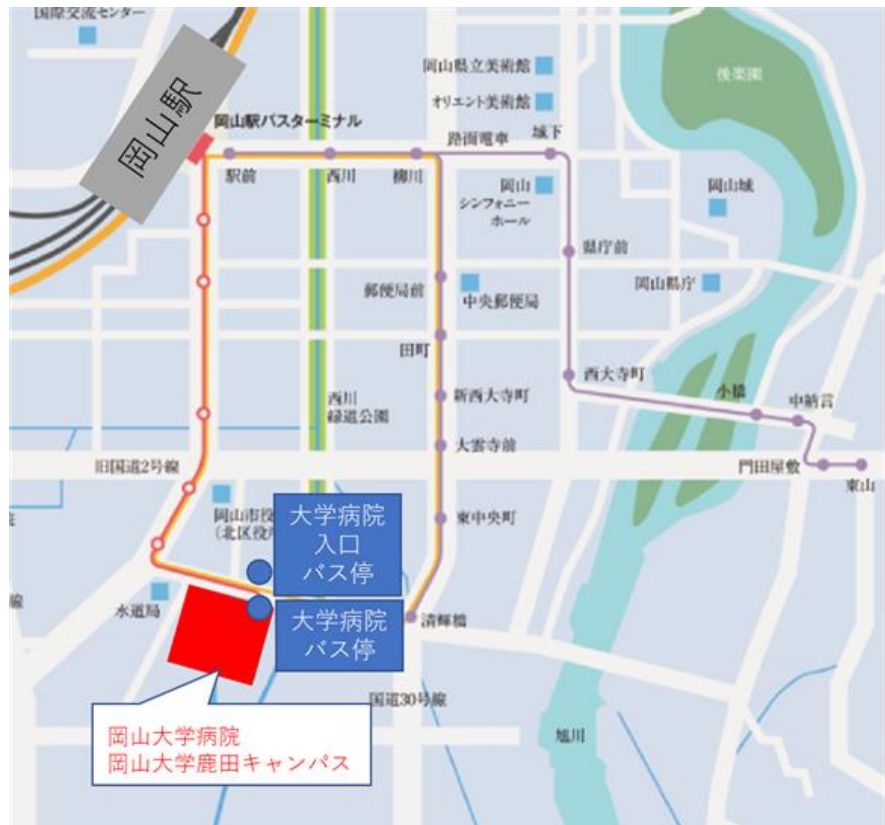 国際交流センター
岡山駅
岡山県立美術館
オリエント美術館
後楽園
岡山駅バスターミナル
路面電車
城下
駅前
西川
柳川
岡山
シンフォニー
ホール
岡山城
県庁前
郵便局前
中央郵便局
岡山県庁
田町
西大寺町
西川
緑道公園
新西大寺町
小橋
中納言
大雲寺前
旧国道2号線
門田屋敷
東山
岡山市役
(北区役所
大学病院
入口
バス停
東中央町
水道局
大学病院
バス停
清輝橋
国道30号線
旭川
岡山大学病院
岡山大学鹿田キャンパス
線